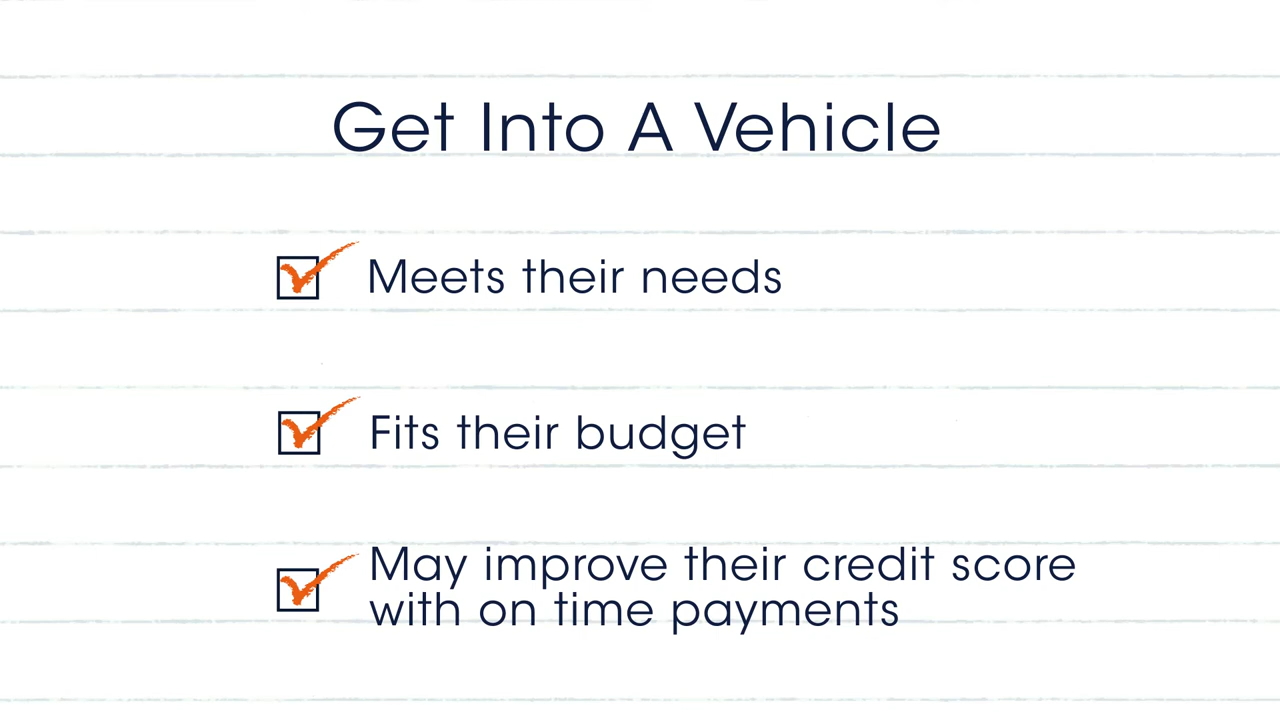 Get Into A Vehicle
Meets their needs
Fits their budget
May improve their credit score
with on time payments